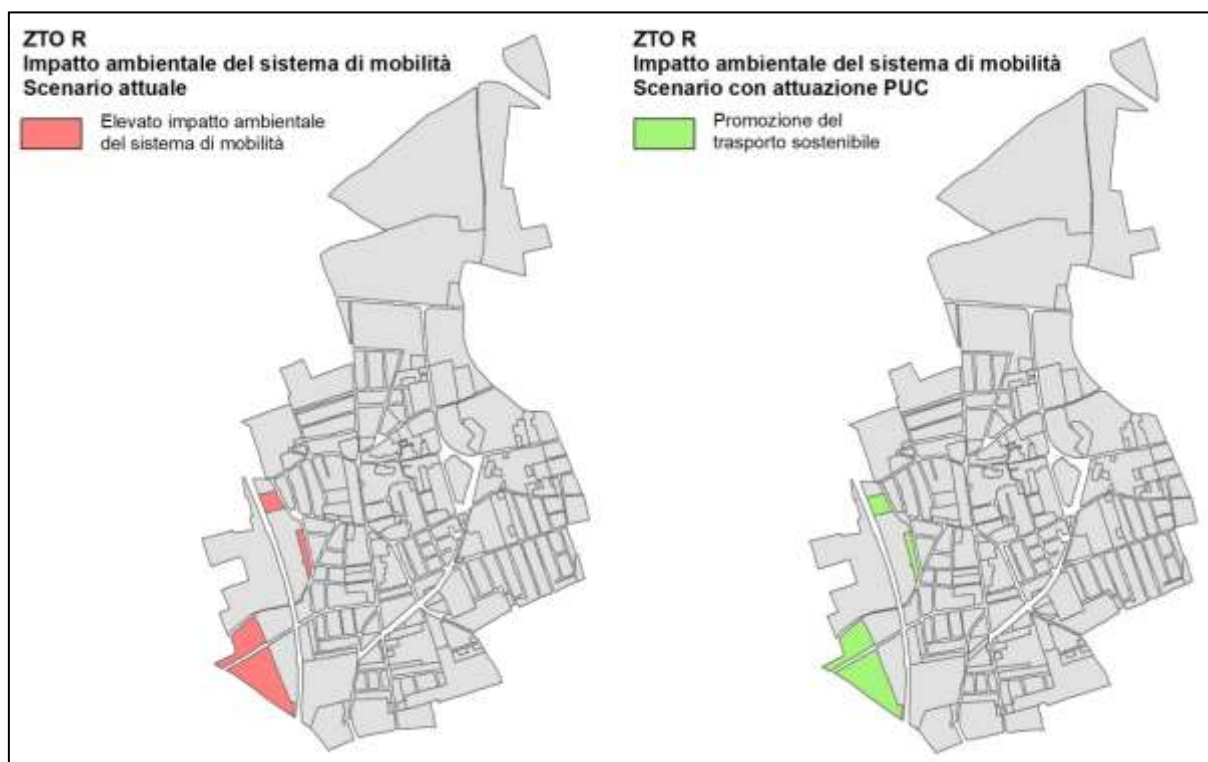 ZTO R
Impatto ambientale del sistema di mobilità
Scenario attuale
Elevato impatto ambientale
del sistema di mobilità
ZTO R
Impatto ambientale del sistema di mobilità
Scenario con attuazione PUC
Promozione del
trasporto sostenibile